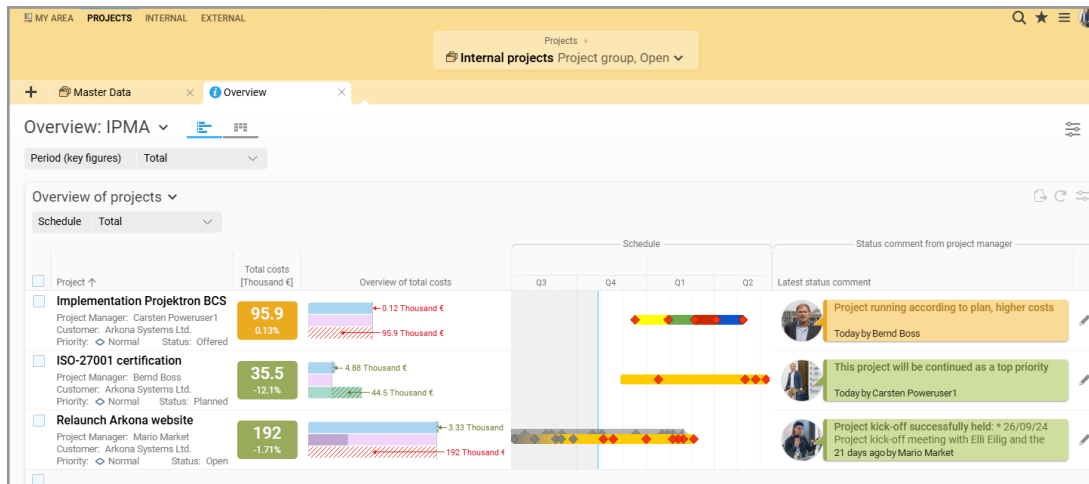 MY AREA PROJECTS INTERNAL EXTERNAL
Projects ›
Internal projects Project group, Open
Master Data × Overview ×
Overview: IPMA
Period (key figures) Total
Overview of projects
Schedule Total
Schedule Status comment from project manager
Total costs
Project ↑ [Thousand €] Overview of total costs Q3 Q4 Q1 Q2 Latest status comment
Implementation Projektron BCS
Project Manager: Carsten Poweruser1
Customer: Arkona Systems Ltd.
Priority: Normal Status: Offered
95.9
0.13%
0.12 Thousand €
95.9 Thousand €
Project running according to plan, higher costs
Today by Bernd Boss
ISO-27001 certification
Project Manager: Bernd Boss
Customer: Arkona Systems Ltd.
Priority: Normal Status: Planned
35.5
-12.1%
4.88 Thousand €
44.5 Thousand €
This project will be continued as a top priority
Today by Carsten Poweruser1
Relaunch Arkona website
Project Manager: Mario Market
Customer: Arkona Systems Ltd.
Priority: Normal Status: Open
192
-1.71%
3.33 Thousand
192 Thousand €
Project kick-off successfully held: * 26/09/24
Project kick-off meeting with Elli Eilig and the
21 days ago by Mario Market